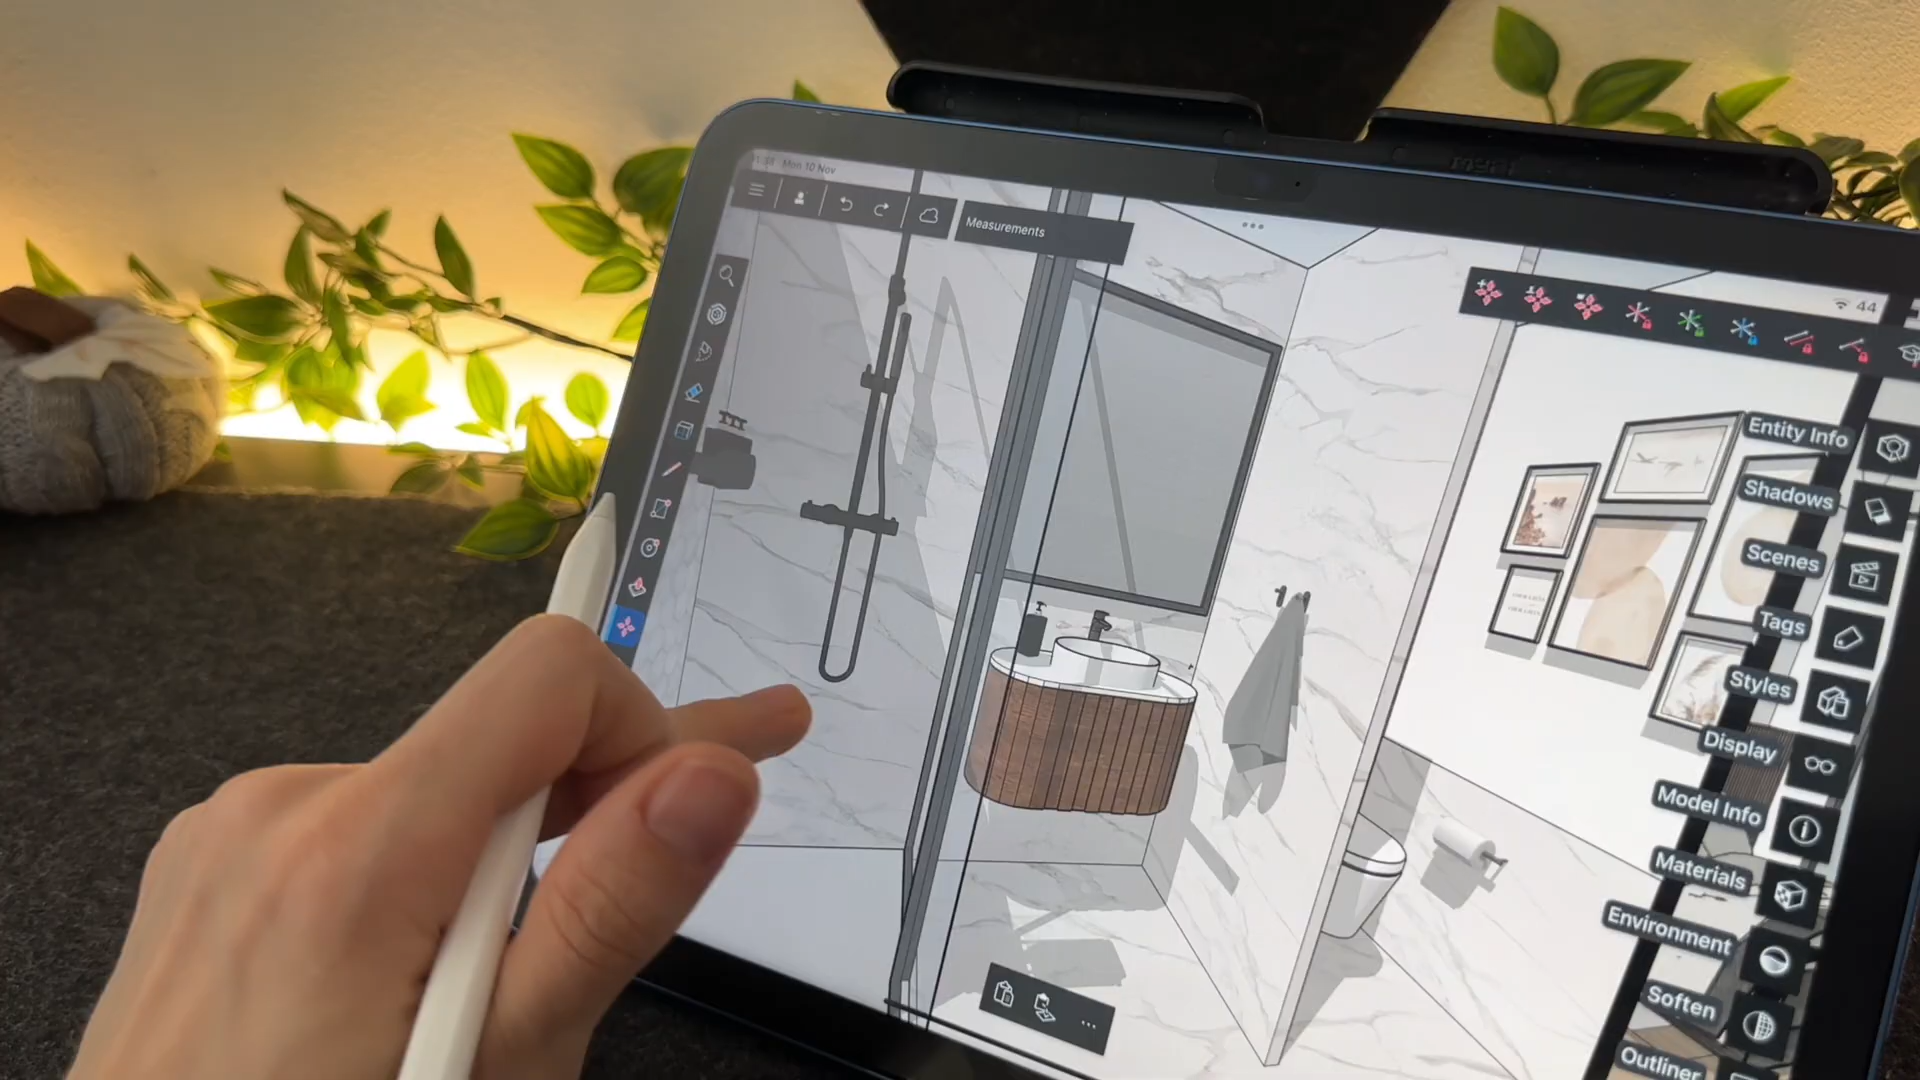 Mon 10 Nov
Measurements
44
Entity Info
Shadows
Scenes
Tags
Styles
Display
Model Info
Materials
Environment
Soften
Outliner